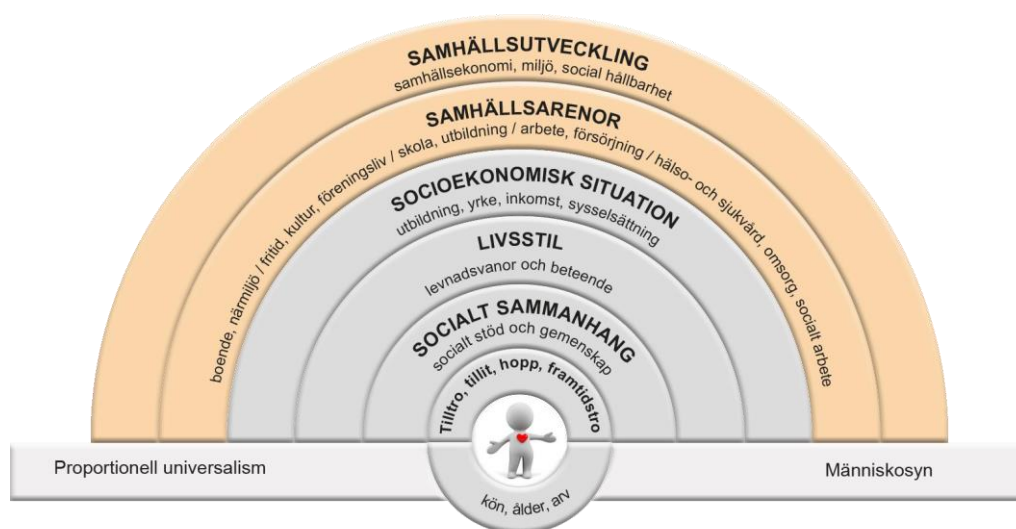 SAMHÄLLSUTVECKLING
samhällsekonomi, miljö, social hållbarhet
SAMHÄLLSARENOR
boende, närmiljö / fritid, kultur, föreningsliv / skola, utbildning / arbete, försörjning / hälso- och sjukvård, omsorg, socialt arbete
SOCIOEKONOMISK SITUATION
utbildning, yrke, inkomst, sysselsättning
LIVSSTIL
levnadsvanor och beteende
SOCIALT SAMMANHANG
socialt stöd och gemenskap
Tilltro, tillit, hopp, framtidstro
Proportionell universalism
Människosyn
kön, ålder, arv